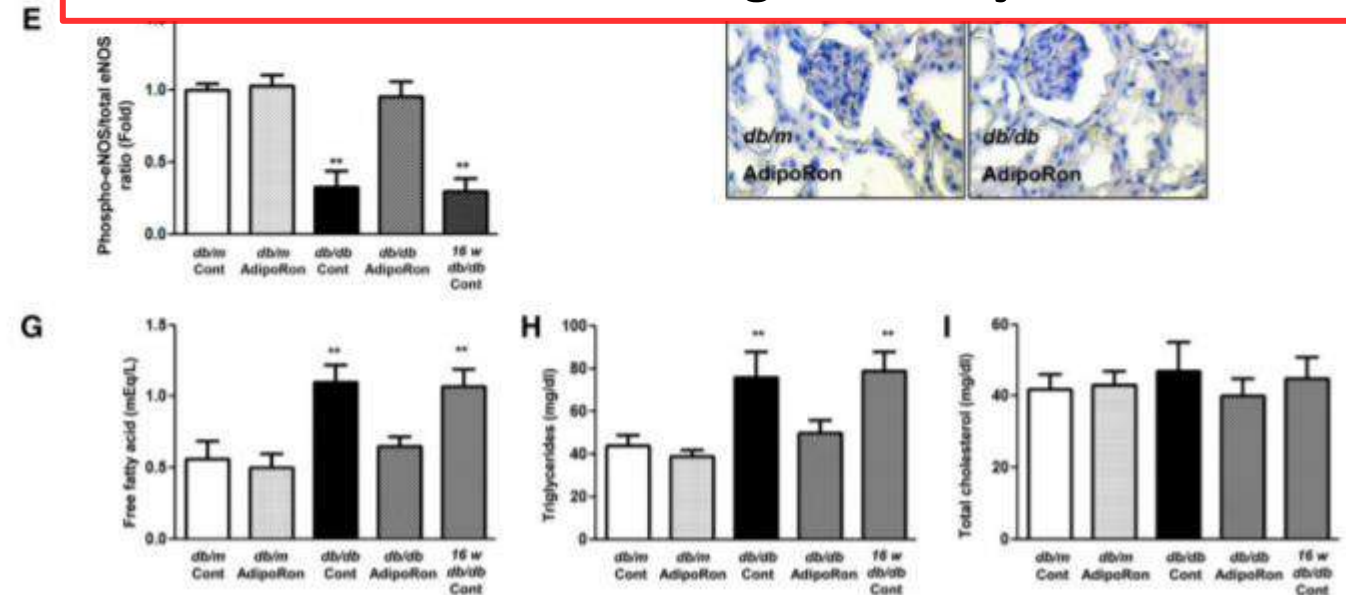 E
Phospho-eNOS/total eNOS
ratio (Fold)
1.0
0.5
0.0
**
**
db/m
Cont
db/m
AdipoRon
db/db
Cont
db/db
AdipoRon
16 w
db/db
Cont
db/m
AdipoRon
db/db
AdipoRon
G
Free fatty acid (mEq/L)
1.5
1.0
0.5
0.0
**
**
db/m
Cont
db/m
AdipoRon
db/db
Cont
db/db
AdipoRon
16 w
db/db
Cont
H
Triglycerides (mg/dl)
100
80
60
40
20
0
**
**
db/m
Cont
db/m
AdipoRon
db/db
Cont
db/db
AdipoRon
16 w
db/db
Cont
I
Total cholesterol (mg/dl)
60
40
20
0
db/m
Cont
db/m
AdipoRon
db/db
Cont
db/db
AdipoRon
16 w
db/db
Cont